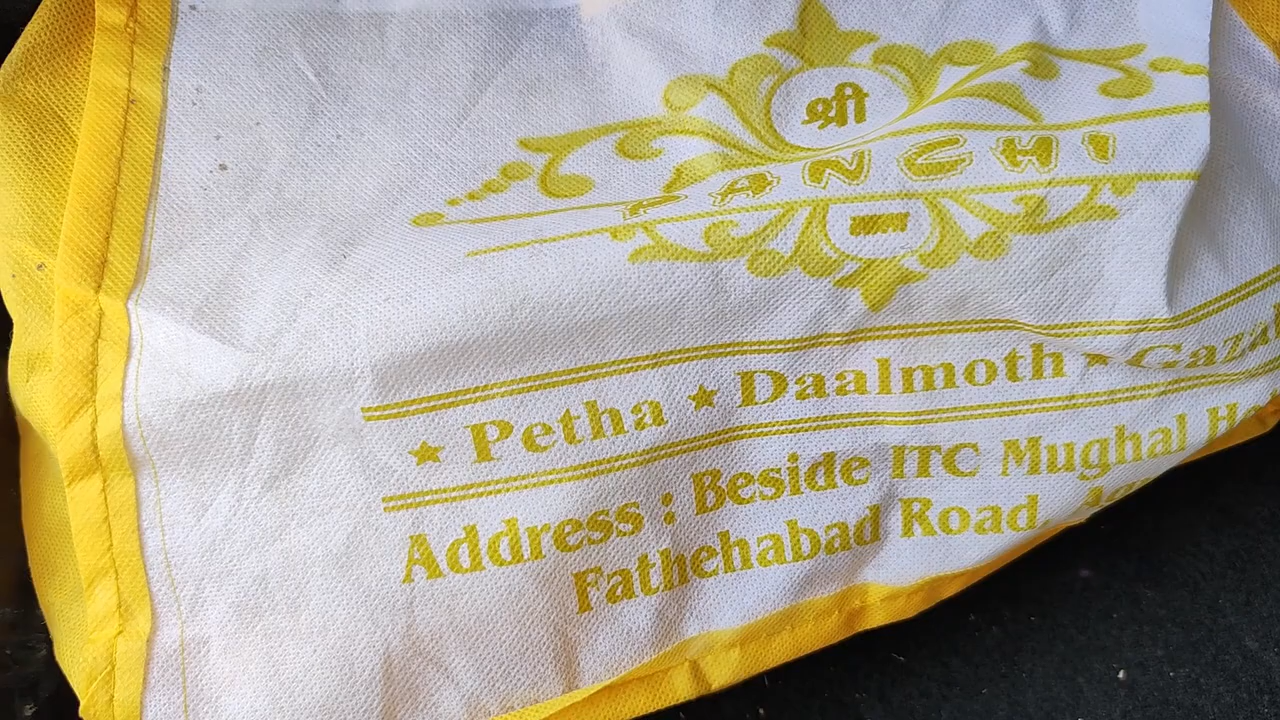 श्री
PANCHI
★ Petha ★ Daalmoth ★
Address : Beside ITC Mughal
Fathehabad Road,